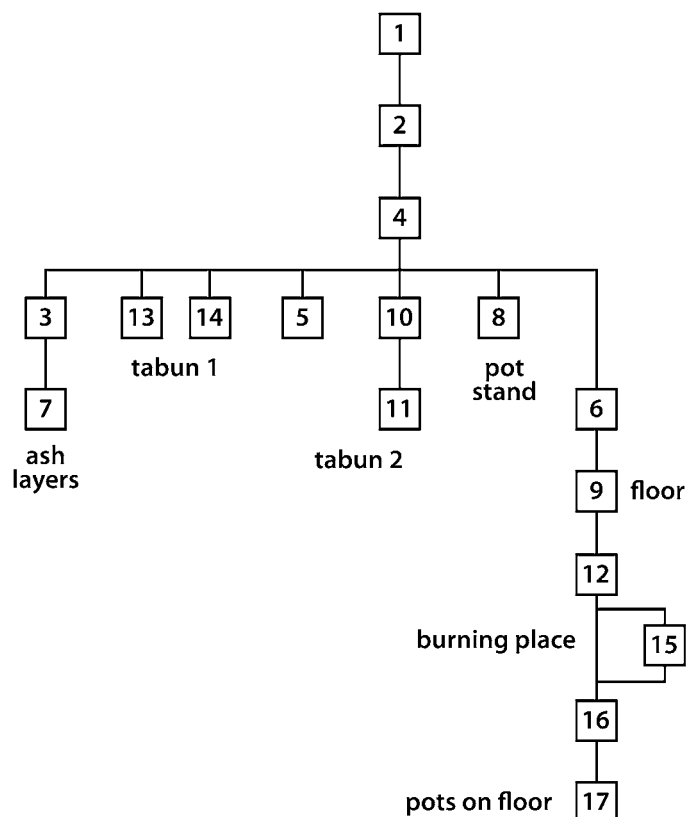 1
2
4
3 13 14 5 10 8
tabun 1
pot
stand
7 11 6
ash
layers
tabun 2
9 floor
12
burning place 15
16
pots on floor 17